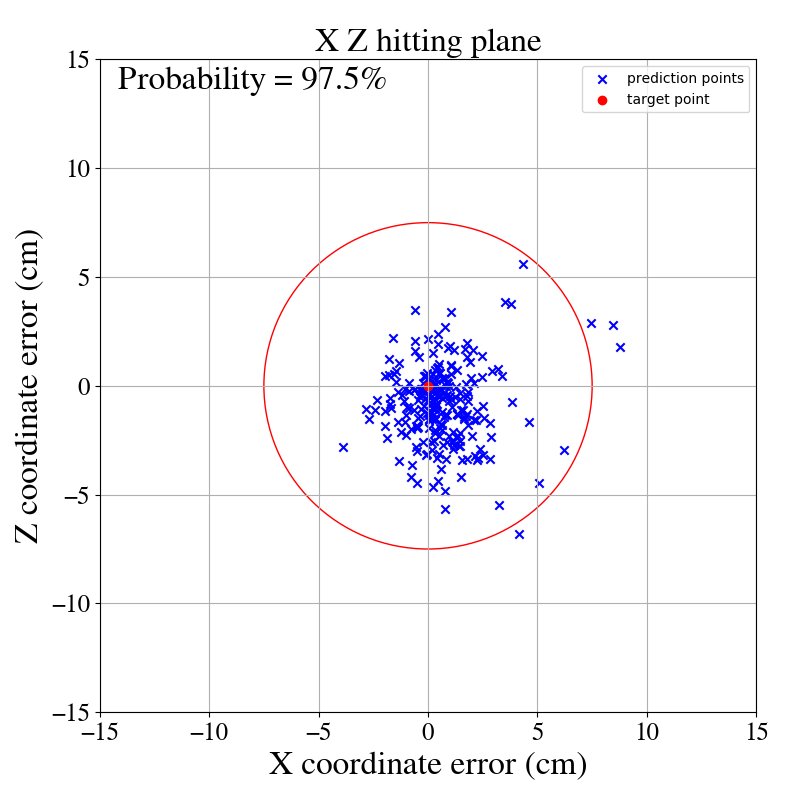 X Z hitting plane
Probability = 97.5%
prediction points
target point
15
10
5
0
−5
−10
−15
Z coordinate error (cm)
−15 −10 −5 0 5 10 15
X coordinate error (cm)